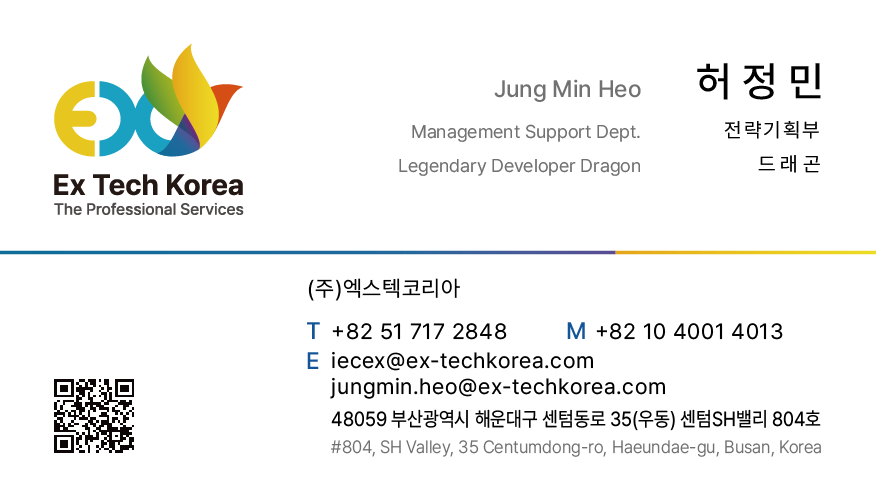 Ex Tech Korea
The Professional Services
Jung Min Heo
Management Support Dept.
Legendary Developer Dragon
허정민
전략기획부
드래곤
(주)엑스텍코리아
T +82 51 717 2848 M +82 10 4001 4013
E iecex@ex-techkorea.com
jungmin.heo@ex-techkorea.com
48059 부산광역시 해운대구 센텀동로 35(우동) 센텀SH밸리 804호
#804, SH Valley, 35 Centumdong-ro, Haeundae-gu, Busan, Korea